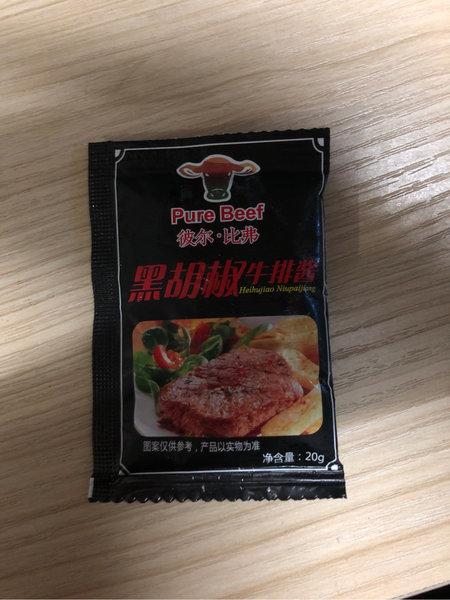 Pure Beef
彼尔·比弗
黑胡椒牛排酱
Heihujiao Niupaijiang
图案仅供参考，产品以实物为准
净含量：20g